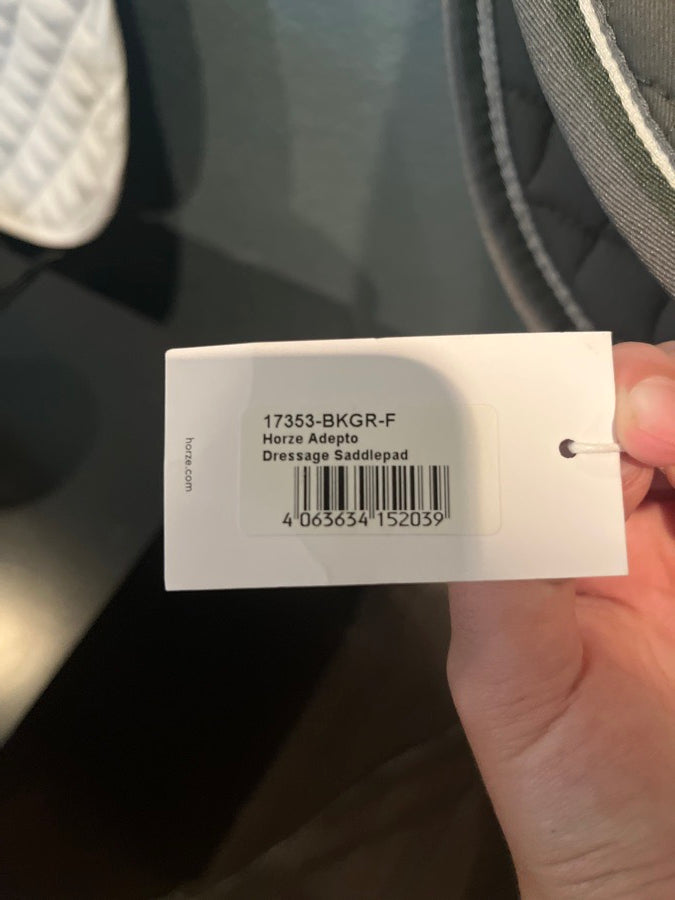 17353-BKGR-F
Horze Adepto
Dressage Saddlepad
4 063634 152039
horze.com